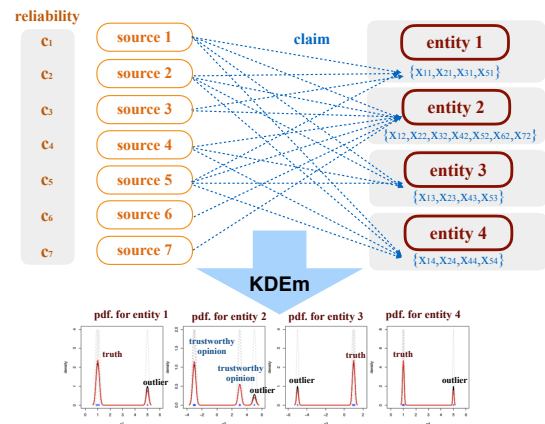 reliability
c1
c2
c3
c4
c5
c6
c7
source 1
source 2
source 3
source 4
source 5
source 6
source 7
claim
entity 1
{x11,x21,x31,x51}
entity 2
{x12,x22,x32,x42,x52,x62,x72}
entity 3
{x13,x23,x43,x53}
entity 4
{x14,x24,x44,x54}
KDEm
pdf. for entity 1
truth
outlier
pdf. for entity 2
trustworthy
opinion
trustworthy
opinion
outlier
pdf. for entity 3
truth
outlier
pdf. for entity 4
truth
outlier